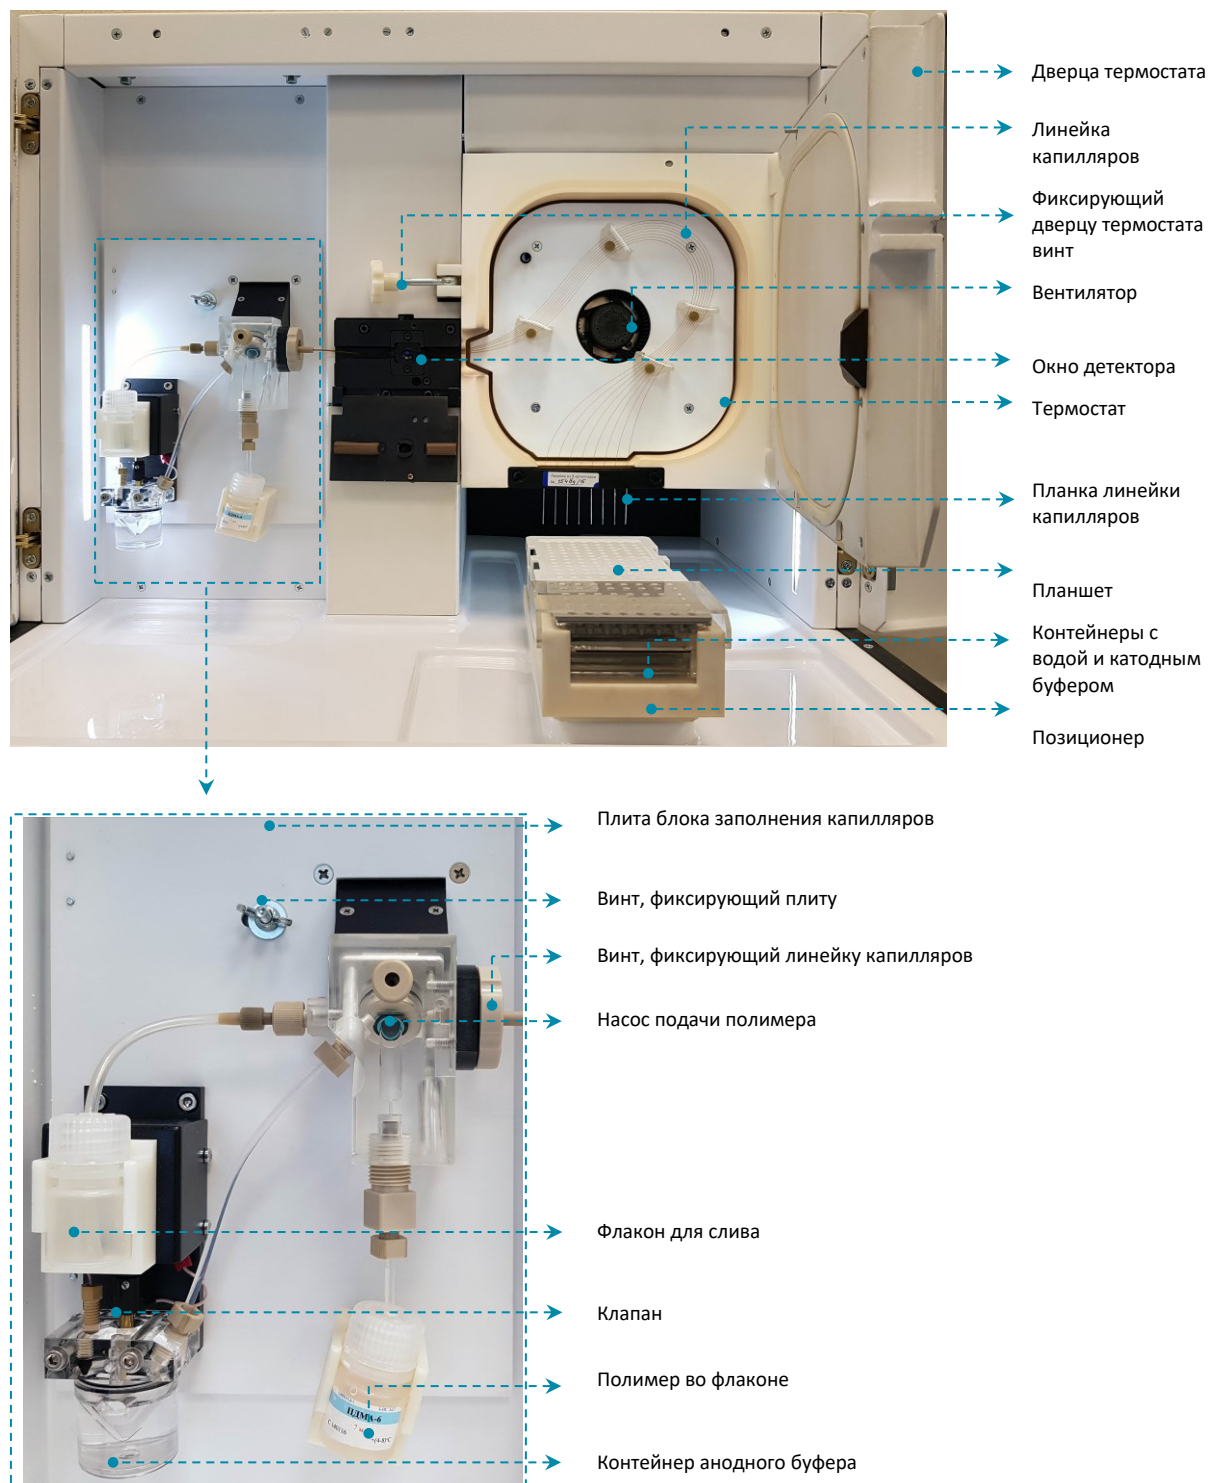 Дверца термостата
Линейка
капилляров
Фиксирующий
дверцу термостата
винт
Вентилятор
Окно детектора
Термостат
Планка линейки
капилляров
Планшет
Контейнеры с
водой и катодным
буфером
Позиционер
Плита блока заполнения капилляров
Винт, фиксирующий плиту
Винт, фиксирующий линейку капилляров
Насос подачи полимера
Флакон для слива
Клапан
Полимер во флаконе
ПДМА-6
Контейнер анодного буфера